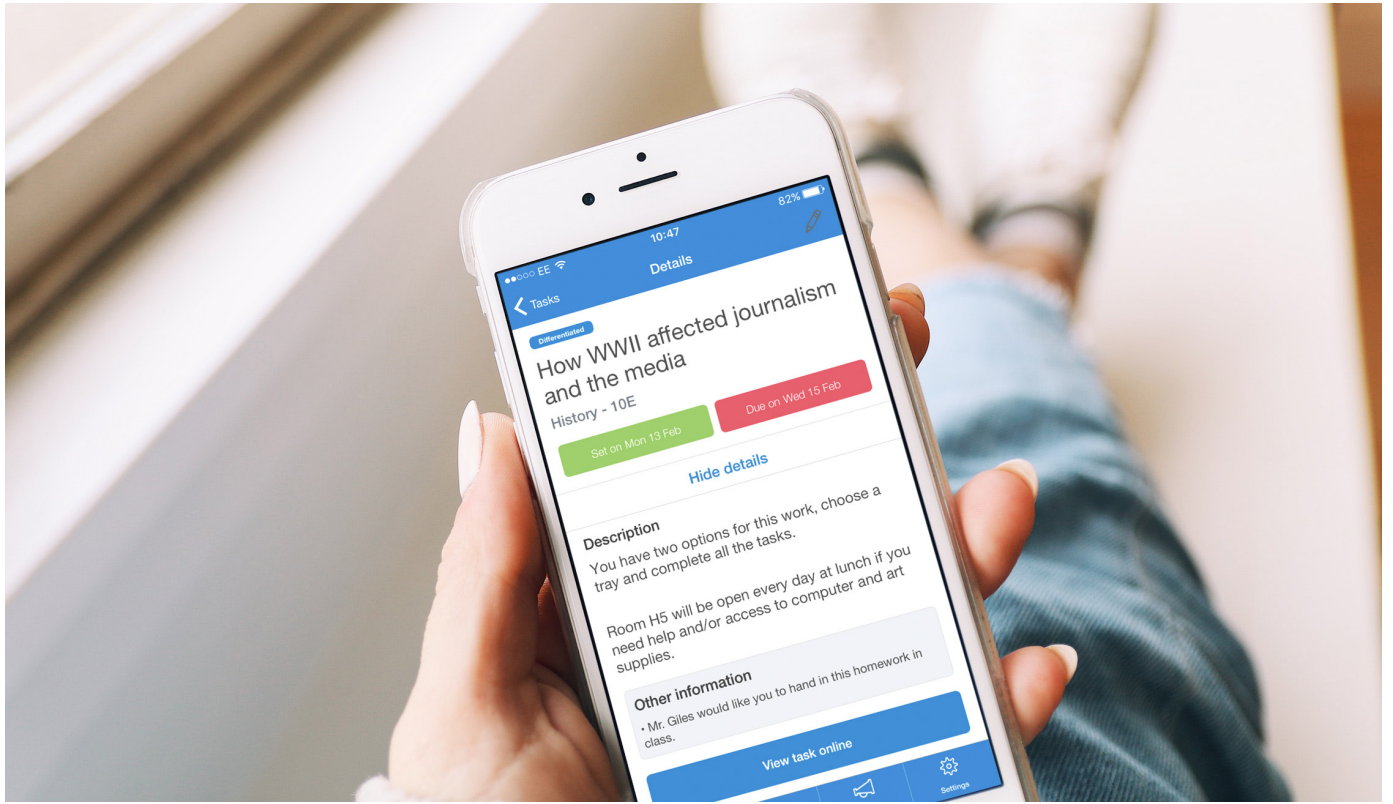 ●●○○○ EE 10:47 82%
Tasks Details
Differentiated
How WWII affected journalism
and the media
History - 10E
Set on Mon 13 Feb Due on Wed 15 Feb
Hide details
Description
You have two options for this work, choose a
tray and complete all the tasks.
Room H5 will be open every day at lunch if you
need help and/or access to computer and art
supplies.
Other information
• Mr. Giles would like you to hand in this homework in
class.
View task online
Settings